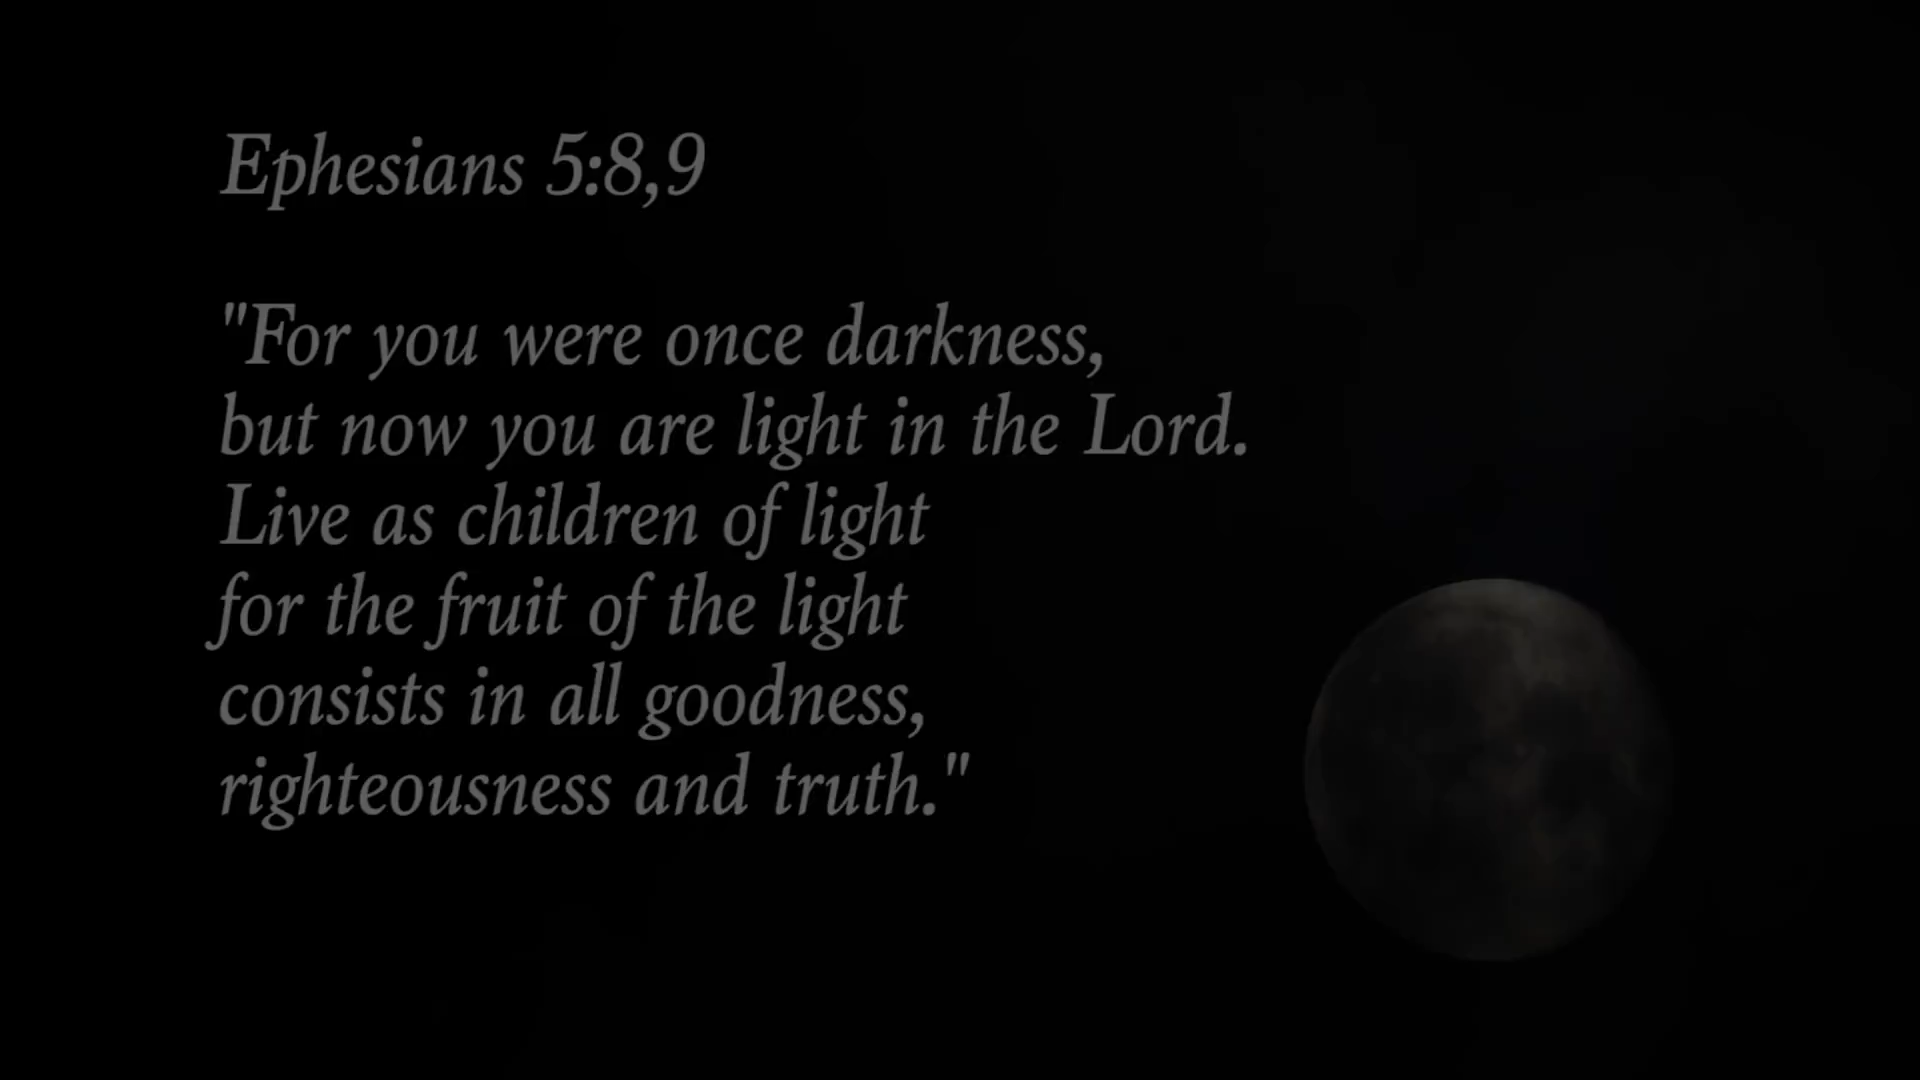 Ephesians 5:8,9
"For you were once darkness,
but now you are light in the Lord.
Live as children of light
for the fruit of the light
consists in all goodness,
righteousness and truth."